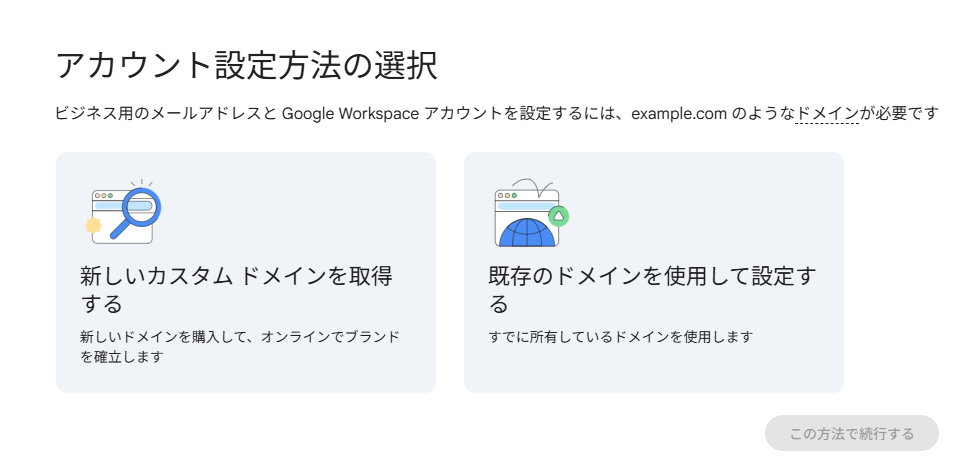 アカウント設定方法の選択
ビジネス用のメールアドレスと Google Workspace アカウントを設定するには、example.com のようなドメインが必要です
新しいカスタム ドメインを取得
する
新しいドメインを購入して、オンラインでブランド
を確立します
既存のドメインを使用して設定す
る
すでに所有しているドメインを使用します
この方法で続行する